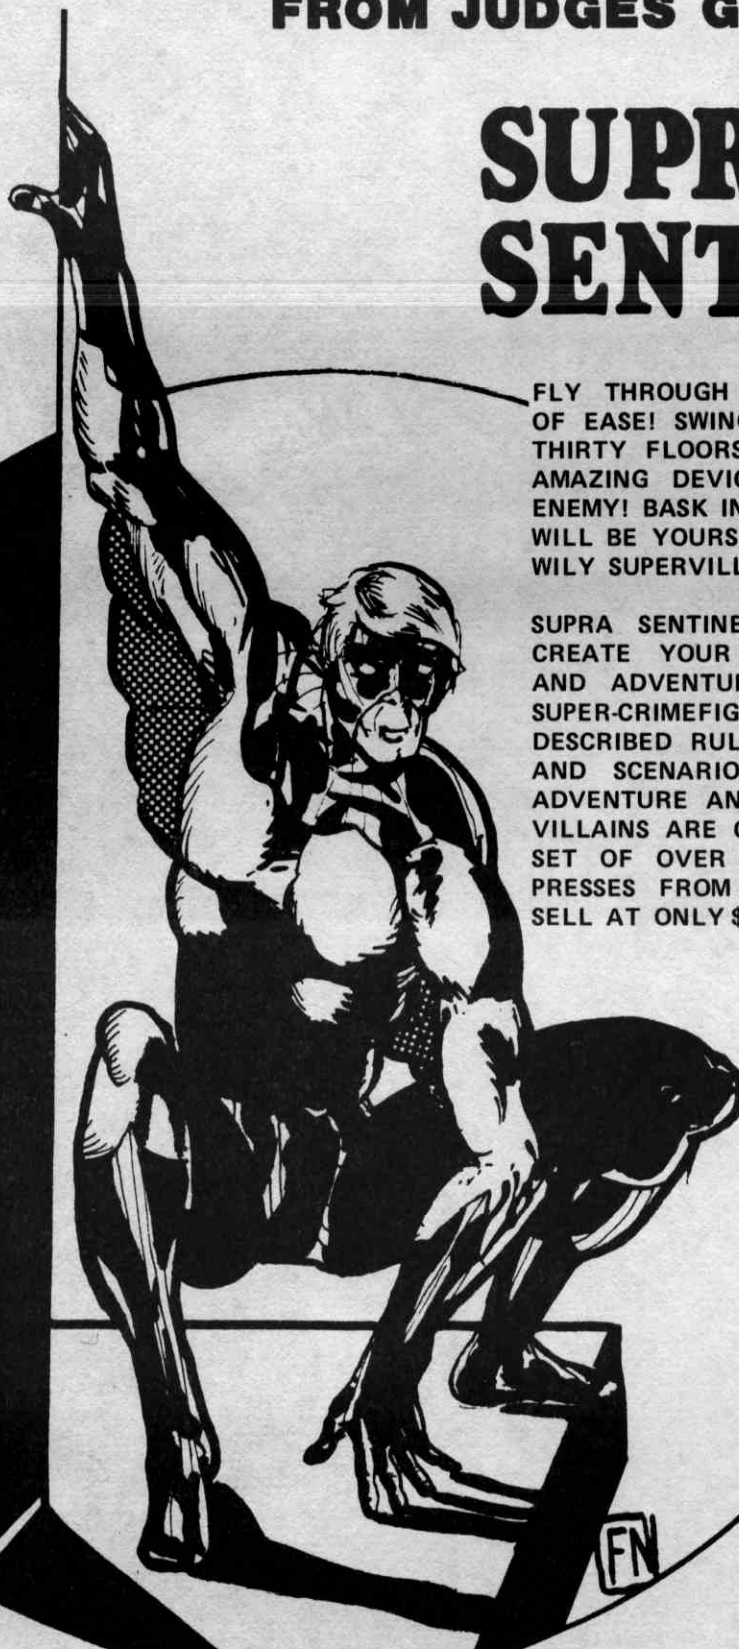 FROM JUDGES G
SUPR
SENT
FLY THROUGH
OF EASE! SWING
THIRTY FLOORS
AMAZING DEVIC
ENEMY! BASK IN
WILL BE YOURS
WILY SUPERVILL
SUPRA SENTINE
CREATE YOUR
AND ADVENTU
SUPER-CRIMEFIG
DESCRIBED RUL
AND SCENARIO
ADVENTURE AN
VILLAINS ARE C
SET OF OVER
PRESSES FROM
SELL AT ONLY $
FN